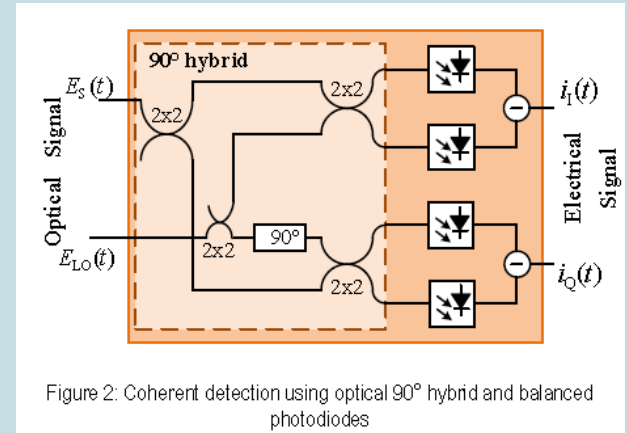 90° hybrid
E_S(t)
2x2
2x2
i_I(t)
Optical Signal
Electrical Signal
2x2
90°
E_LO(t)
2x2
i_Q(t)
Figure 2: Coherent detection using optical 90° hybrid and balanced
photodiodes